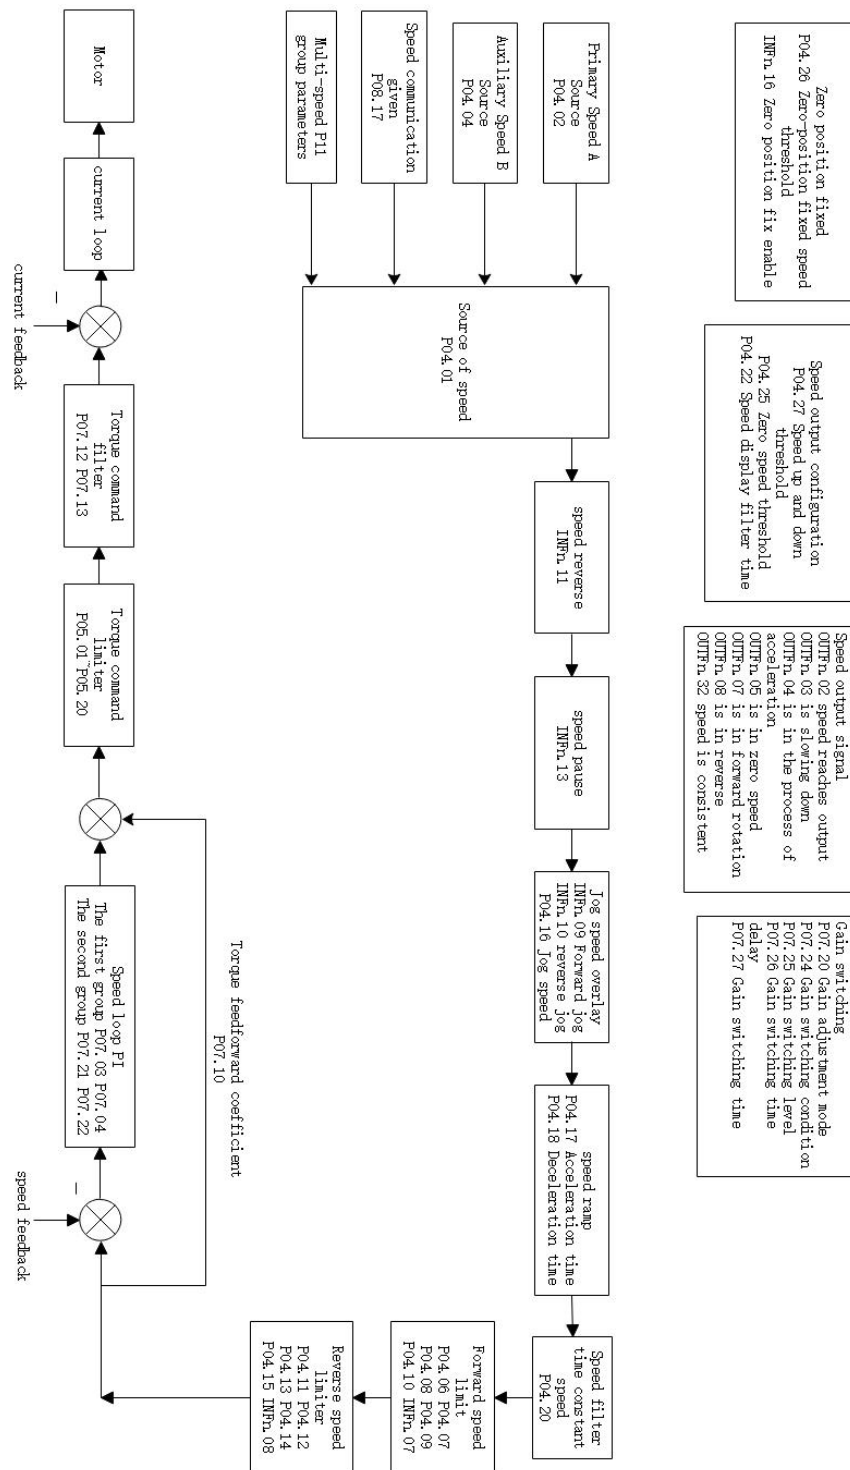 Zero position fixed
P04.26 Zero-position fixed speed
threshold
INFn.16 Zero position fix enable
Speed output configuration
P04.27 Speed up and down
threshold
P04.25 Zero speed threshold
P04.22 Speed display filter time
Speed output signal
OUTFn.02 speed reaches output
OUTFn.03 is slowing down
OUTFn.04 is in the process of
acceleration
OUTFn.05 is in zero speed
OUTFn.07 is in forward rotation
OUTFn.08 is in reverse
OUTFn.32 speed is consistent
Gain switching
P07.20 Gain adjustment mode
P07.24 Gain switching condition
P07.25 Gain switching level
P07.26 Gain switching time
delay
P07.27 Gain switching time
Primary Speed A
Source
P04.02
Auxiliary Speed B
Source
P04.04
Speed communication
given
P08.17
Multi-speed P11
group parameters
Source of speed
P04.01
speed reverse
INFn.11
speed pause
INFn.13
Jog speed overlay
INFn.09 Forward jog
INFn.10 reverse jog
P04.16 Jog speed
speed ramp
P04.17 Acceleration time
P04.18 Deceleration time
Speed filter
time constant
speed
P04.20
Forward speed
limit
P04.06 P04.07
P04.08 P04.09
P04.10 INFn.07
Reverse speed
limiter
P04.11 P04.12
P04.13 P04.14
P04.15 INFn.08
Torque feedforward coefficient
P07.10
Motor
current loop
−
current feedback
Torque command
filter
P07.12 P07.13
Torque command
limiter
P05.01~P05.20
Speed loop PI
The first group P07.03 P07.04
The second group P07.21 P07.22
−
speed feedback